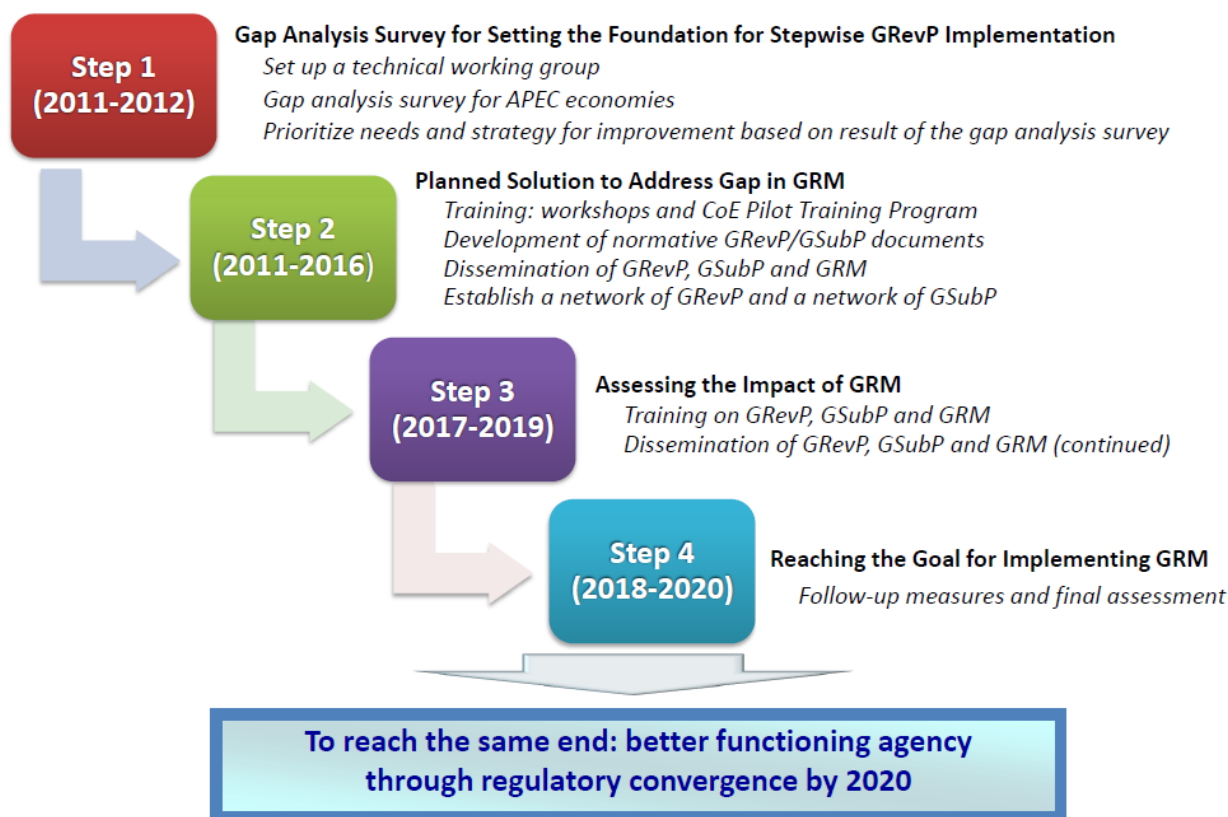 Step 1
(2011-2012)
Gap Analysis Survey for Setting the Foundation for Stepwise GRevP Implementation
Set up a technical working group
Gap analysis survey for APEC economies
Prioritize needs and strategy for improvement based on result of the gap analysis survey
Step 2
(2011-2016)
Planned Solution to Address Gap in GRM
Training: workshops and CoE Pilot Training Program
Development of normative GRevP/GSubP documents
Dissemination of GRevP, GSubP and GRM
Establish a network of GRevP and a network of GSubP
Step 3
(2017-2019)
Assessing the Impact of GRM
Training on GRevP, GSubP and GRM
Dissemination of GRevP, GSubP and GRM (continued)
Step 4
(2018-2020)
Reaching the Goal for Implementing GRM
Follow-up measures and final assessment
To reach the same end: better functioning agency
through regulatory convergence by 2020